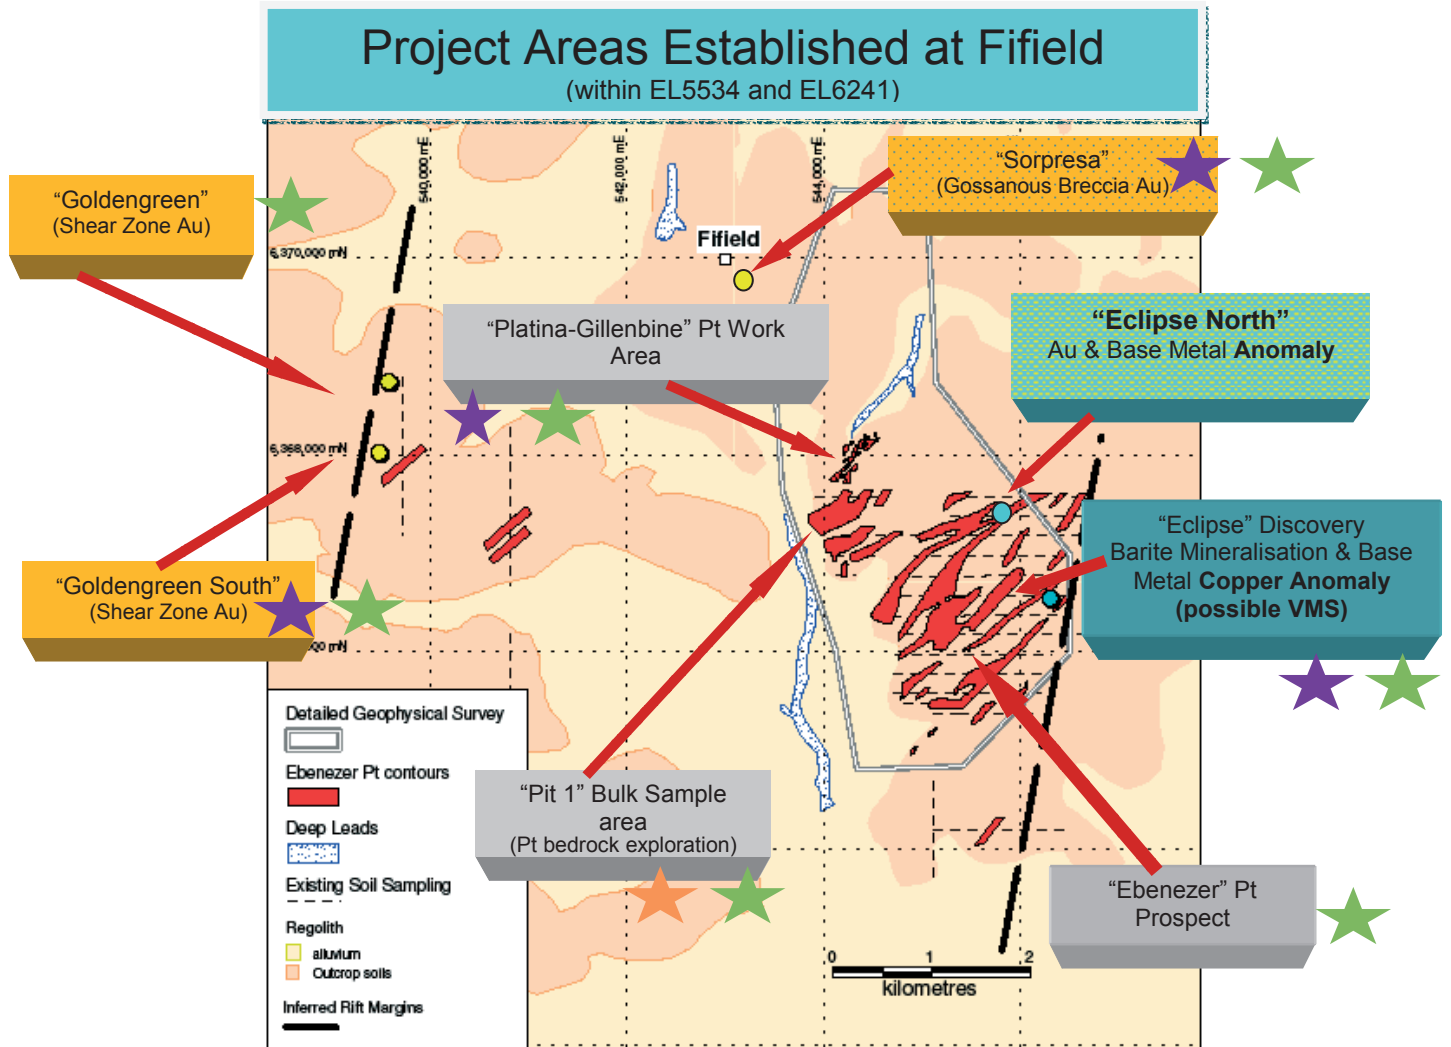 Project Areas Established at Fifield
(within EL5534 and EL6241)
540,000 mE
542,000 mE
544,000 mE
“Sorpresa”
(Gossanous Breccia Au)
“Goldengreen”
(Shear Zone Au)
6,370,000 mN
Fifield
“Platina-Gillenbine” Pt Work
Area
“Eclipse North”
Au & Base Metal Anomaly
6,368,000 mN
“Eclipse” Discovery
Barite Mineralisation & Base
Metal Copper Anomaly
(possible VMS)
“Goldengreen South”
(Shear Zone Au)
mN
Detailed Geophysical Survey
Ebenezer Pt contours
Deep Leads
Existing Soil Sampling
Regolith
alluvium
Outcrop soils
Inferred Rift Margins
“Pit 1” Bulk Sample
area
(Pt bedrock exploration)
“Ebenezer” Pt
Prospect
0 1 2
kilometres